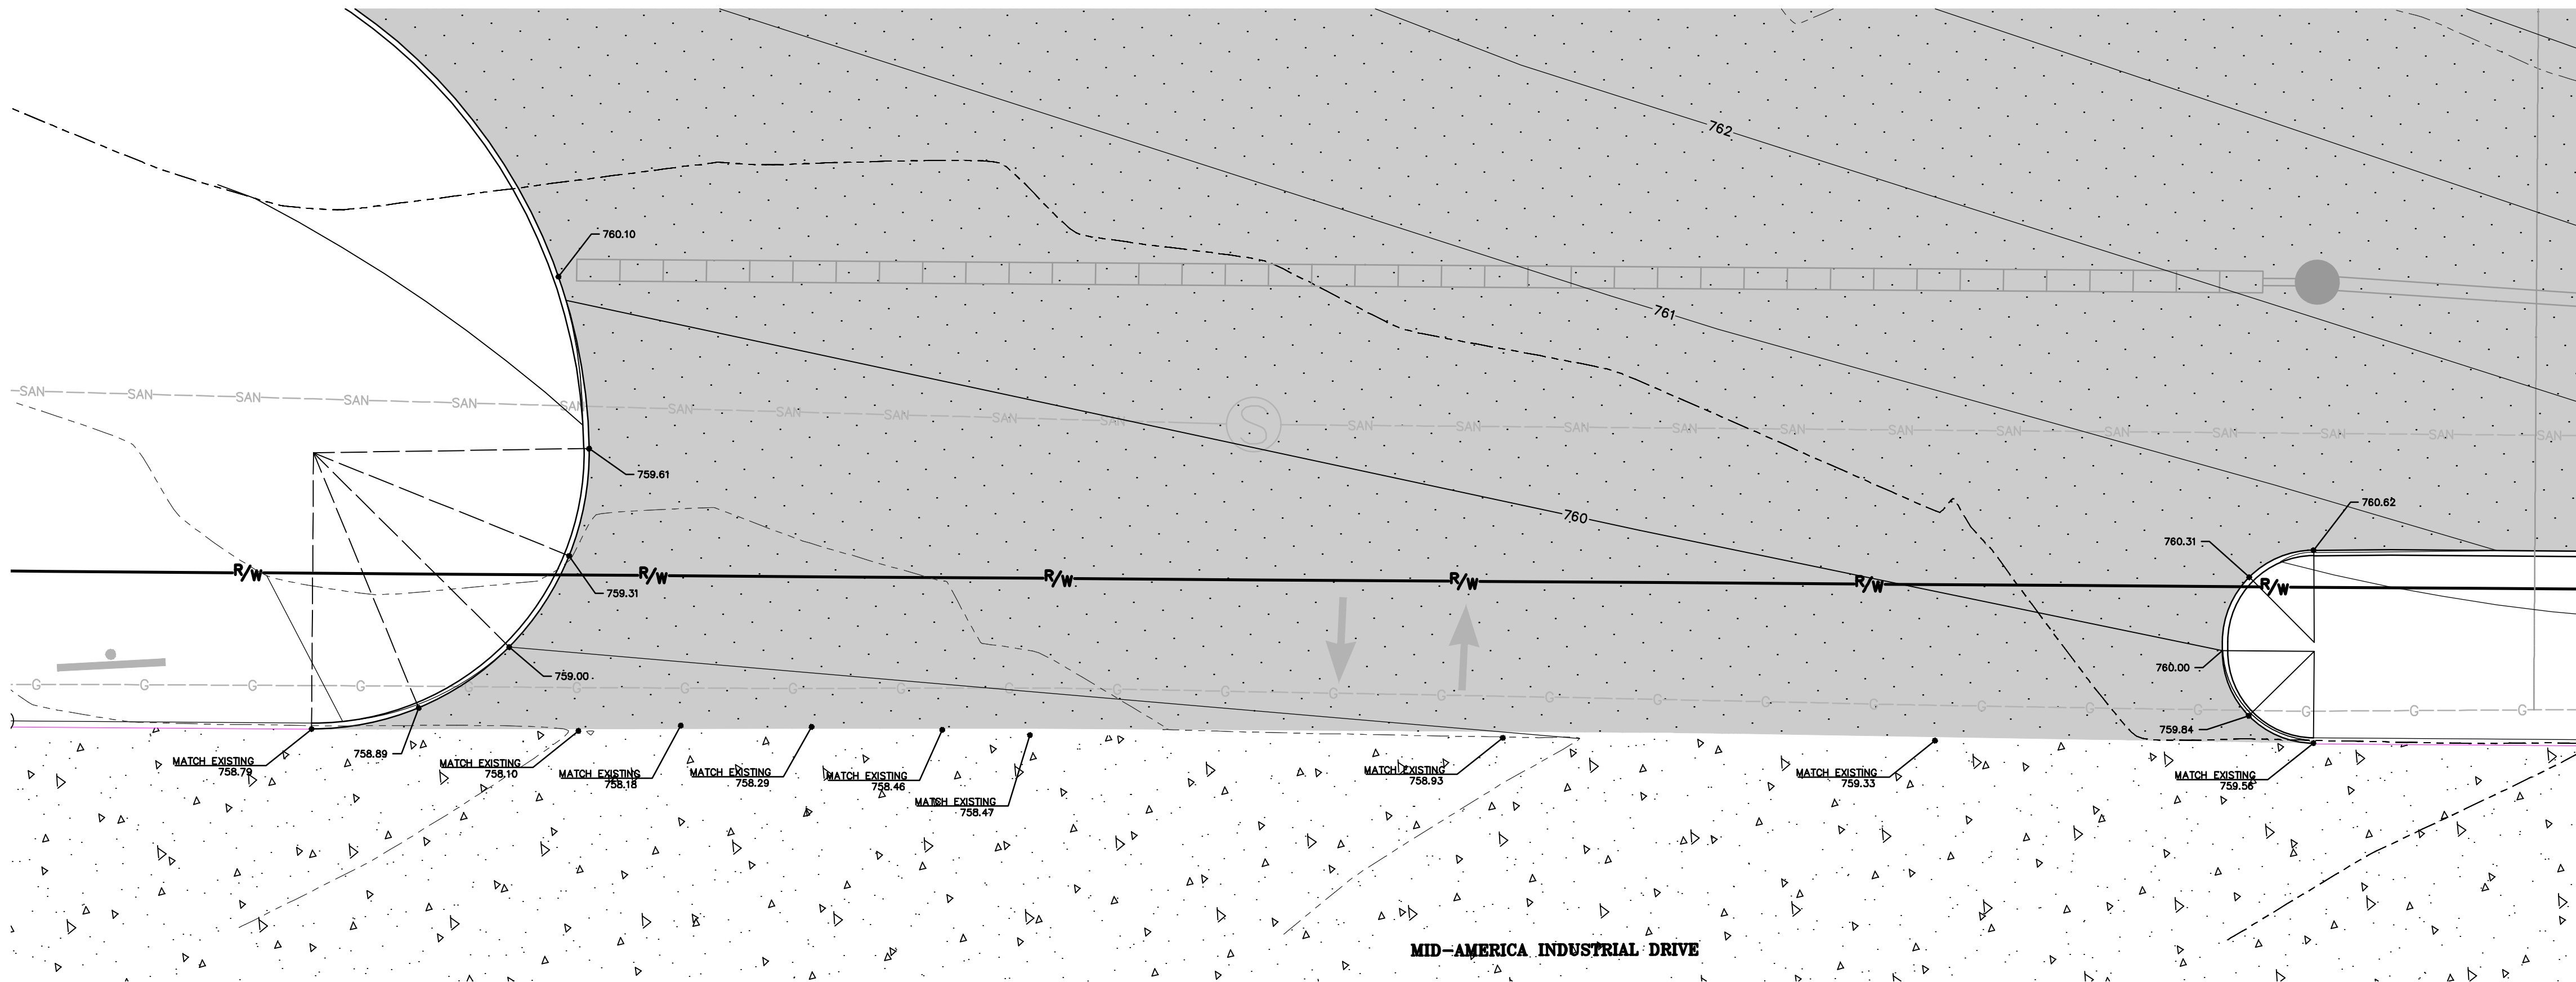 762
760.10
761
SAN SAN SAN SAN SAN SAN SAN SAN SAN SAN SAN S SAN SAN SAN SAN SAN SAN SAN SAN SAN SAN SAN SAN
759.61
760.62
760
760.31
R/W R/W R/W R/W R/W R/W
759.31
760.00
759.00
G G G G G G G G G G G G G G G G G G G G G G G G
759.84
758.89
MATCH EXISTING
758.79
MATCH EXISTING
758.10
MATCH EXISTING
758.18
MATCH EXISTING
758.29
MATCH EXISTING
758.46
MATCH EXISTING
758.47
MATCH EXISTING
758.93
MATCH EXISTING
759.33
MATCH EXISTING
759.56
MID-AMERICA INDUSTRIAL DRIVE